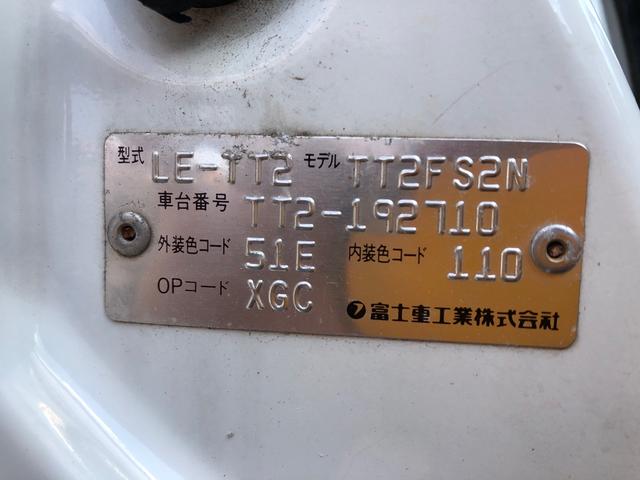 型式 LE-TT2 モデル TT2FS2N
車台番号 TT2-192710
外装色コード 51E 内装色コード 110
OPコード XGC
富士重工業株式会社